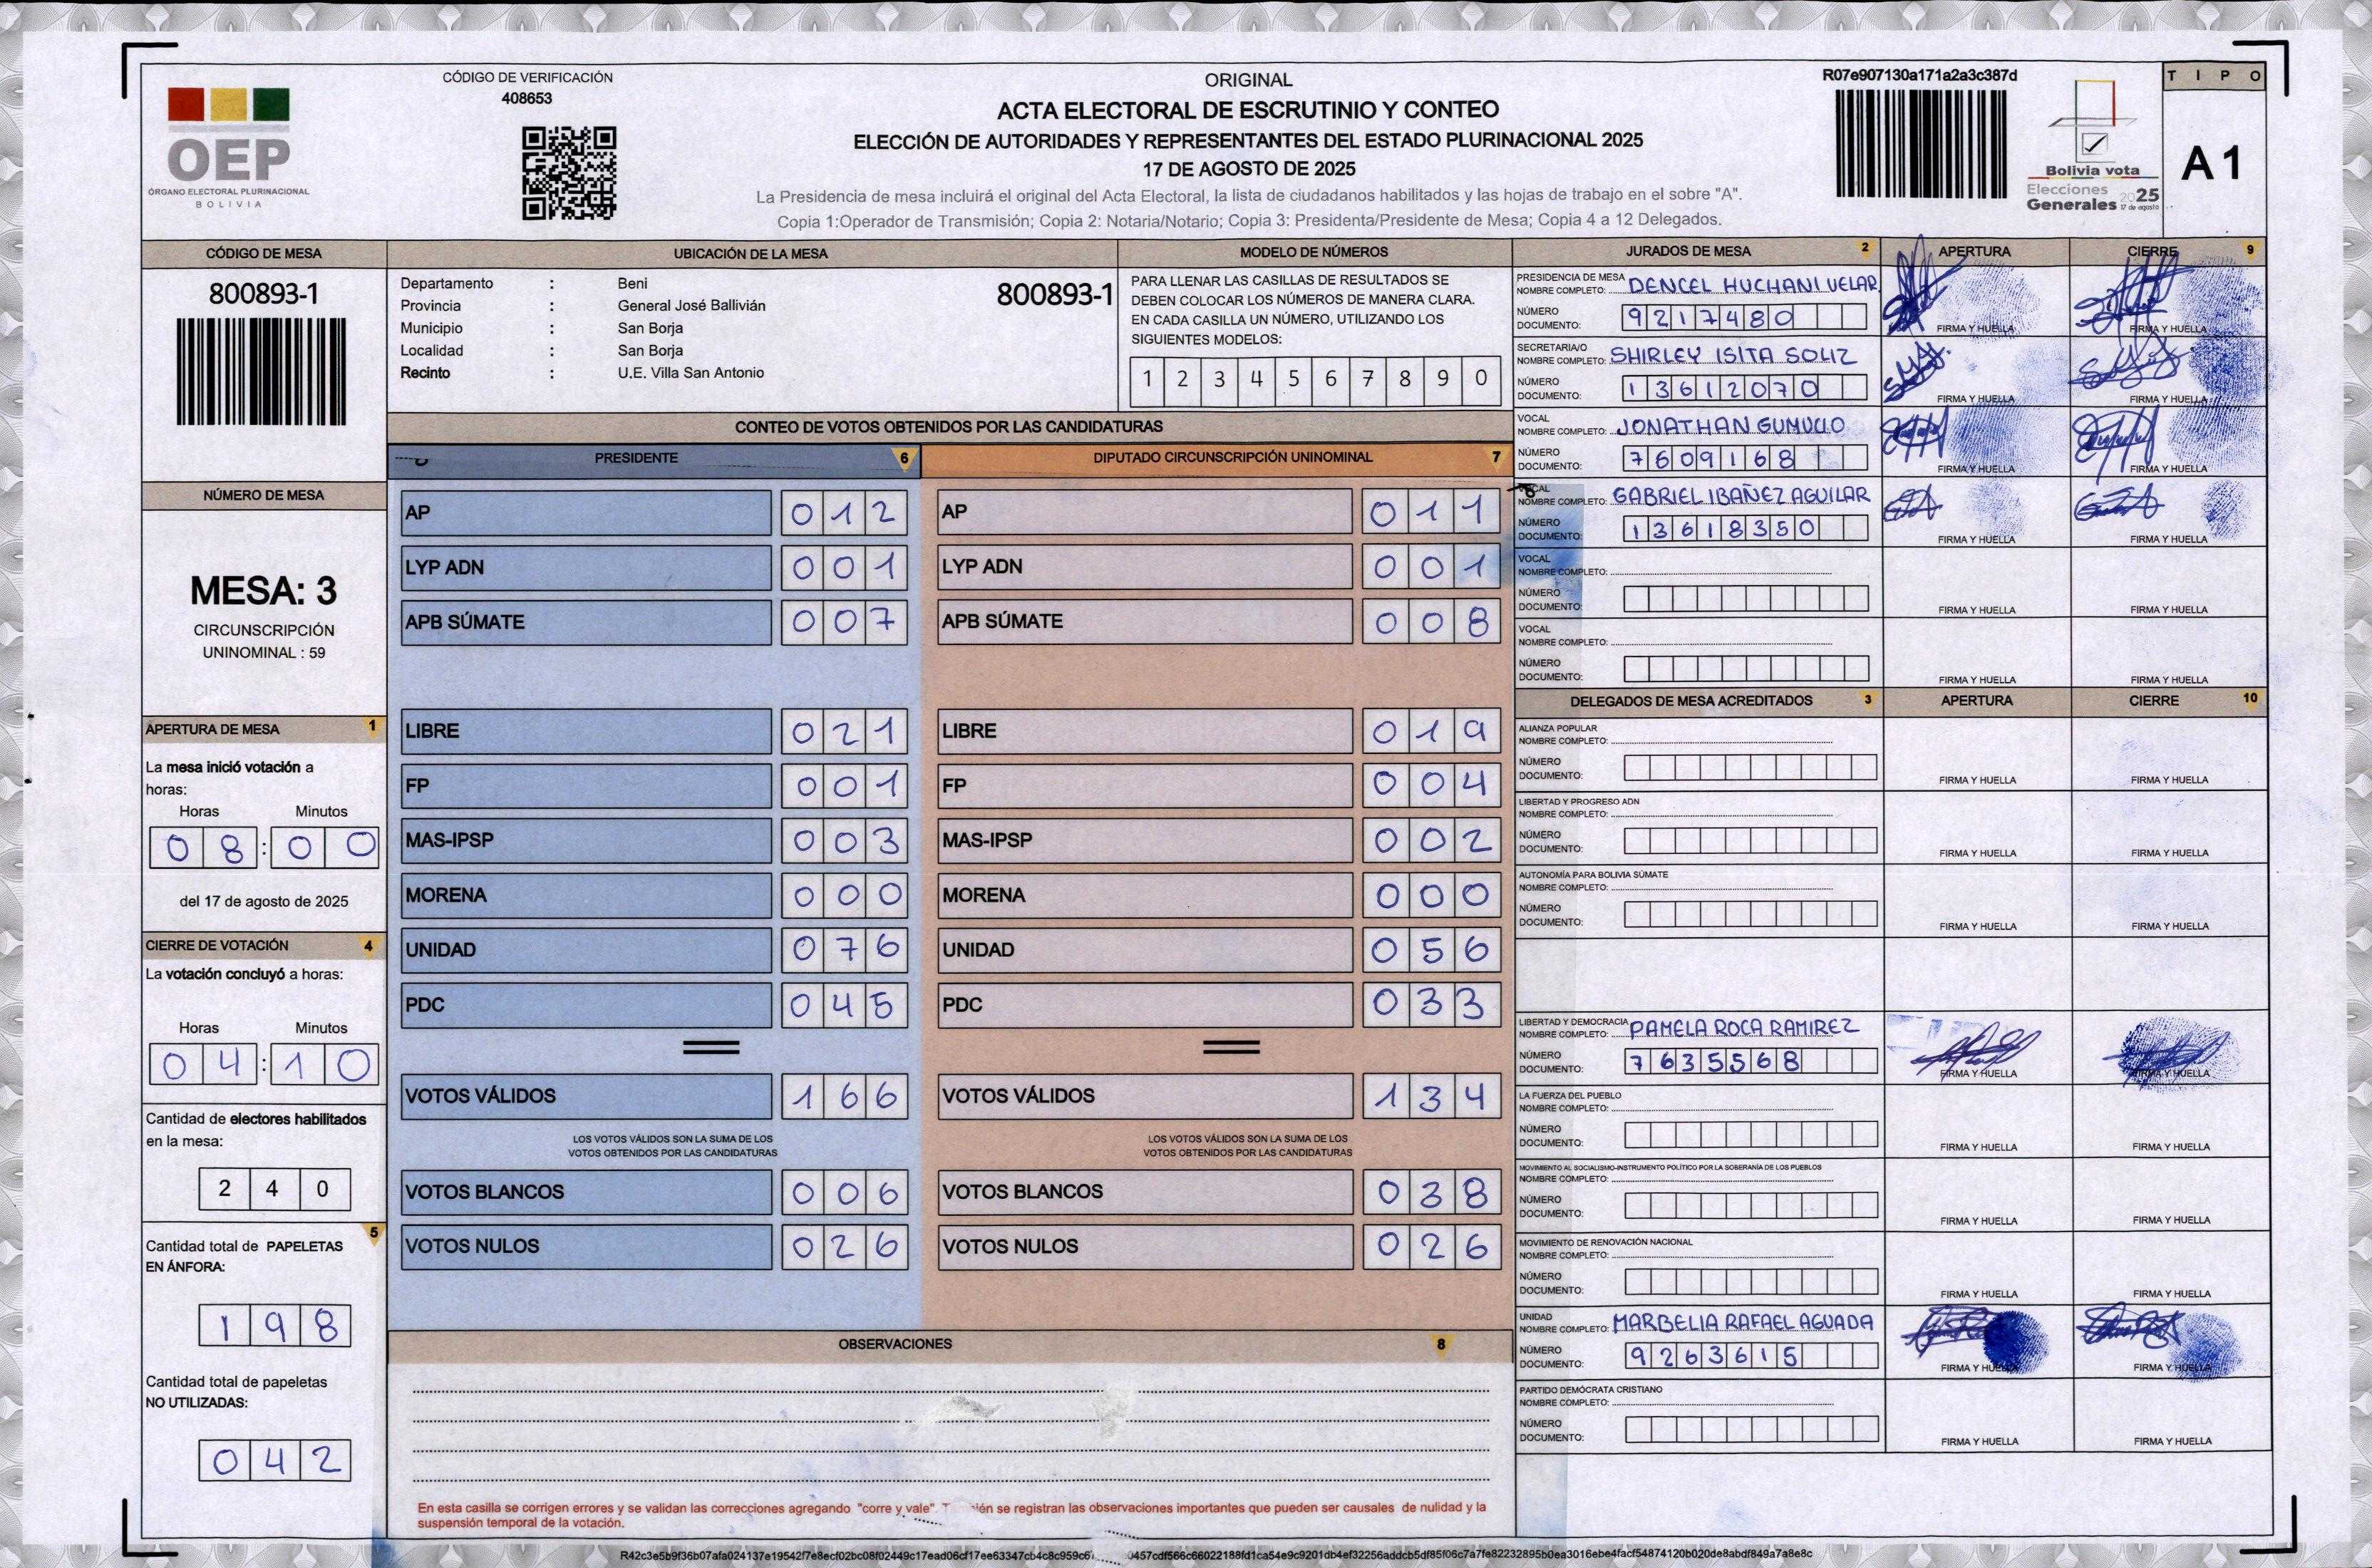 CÓDIGO DE VERIFICACIÓN
408653
OEP
ÓRGANO ELECTORAL PLURINACIONAL
BOLIVIA
ORIGINAL
ACTA ELECTORAL DE ESCRUTINIO Y CONTEO
ELECCIÓN DE AUTORIDADES Y REPRESENTANTES DEL ESTADO PLURINACIONAL 2025
17 DE AGOSTO DE 2025
La Presidencia de mesa incluirá el original del Acta Electoral, la lista de ciudadanos habilitados y las hojas de trabajo en el sobre "A".
Copia 1:Operador de Transmisión; Copia 2: Notaria/Notario; Copia 3: Presidenta/Presidente de Mesa; Copia 4 a 12 Delegados.
R07e907130a171a2a3c387d
Bolivia vota
Elecciones
Generales 2025
17 de agosto
TIPO
A 1
CÓDIGO DE MESA
800893-1
UBICACIÓN DE LA MESA
Departamento : Beni
Provincia : General José Ballivián
Municipio : San Borja
Localidad : San Borja
Recinto : U.E. Villa San Antonio
800893-1
MODELO DE NÚMEROS
PARA LLENAR LAS CASILLAS DE RESULTADOS SE
DEBEN COLOCAR LOS NÚMEROS DE MANERA CLARA.
EN CADA CASILLA UN NÚMERO, UTILIZANDO LOS
SIGUIENTES MODELOS:
1 2 3 4 5 6 7 8 9 0
NÚMERO DE MESA
MESA: 3
CIRCUNSCRIPCIÓN
UNINOMINAL : 59
APERTURA DE MESA 1
La mesa inició votación a
horas:
Horas Minutos
08:00
del 17 de agosto de 2025
CIERRE DE VOTACIÓN 4
La votación concluyó a horas:
Horas Minutos
04:10
Cantidad de electores habilitados
en la mesa:
240
5
Cantidad total de PAPELETAS
EN ÁNFORA:
198
Cantidad total de papeletas
NO UTILIZADAS:
042
CONTEO DE VOTOS OBTENIDOS POR LAS CANDIDATURAS
PRESIDENTE 6
AP 012
LYP ADN 001
APB SÚMATE 007
LIBRE 021
FP 001
MAS-IPSP 003
MORENA 000
UNIDAD 076
PDC 045
VOTOS VÁLIDOS 166
LOS VOTOS VÁLIDOS SON LA SUMA DE LOS
VOTOS OBTENIDOS POR LAS CANDIDATURAS
VOTOS BLANCOS 006
VOTOS NULOS 026
DIPUTADO CIRCUNSCRIPCIÓN UNINOMINAL 7
AP 011
LYP ADN 001
APB SÚMATE 008
LIBRE 019
FP 004
MAS-IPSP 002
MORENA 000
UNIDAD 056
PDC 033
VOTOS VÁLIDOS 134
LOS VOTOS VÁLIDOS SON LA SUMA DE LOS
VOTOS OBTENIDOS POR LAS CANDIDATURAS
VOTOS BLANCOS 038
VOTOS NULOS 026
OBSERVACIONES 8
En esta casilla se corrigen errores y se validan las correcciones agregando "corre y vale". se registran las observaciones importantes que pueden ser causales de nulidad y la
suspensión temporal de la votación.
JURADOS DE MESA 2 APERTURA CIERRE 9
PRESIDENCIA DE MESA
NOMBRE COMPLETO: DENCEL HUCHANI VELAR
NÚMERO
DOCUMENTO: 9217480
FIRMA Y HUELLA FIRMA Y HUELLA
SECRETARIA/O
NOMBRE COMPLETO: SHIRLEY ISITA SOLIZ
NÚMERO
DOCUMENTO: 13612070
FIRMA Y HUELLA FIRMA Y HUELLA
VOCAL
NOMBRE COMPLETO: JONATHAN GUMUCIO
NÚMERO
DOCUMENTO: 7609168
FIRMA Y HUELLA FIRMA Y HUELLA
VOCAL
NOMBRE COMPLETO: GABRIEL IBAÑEZ AGUILAR
NÚMERO
DOCUMENTO: 13618350
FIRMA Y HUELLA FIRMA Y HUELLA
VOCAL
NOMBRE COMPLETO:
NÚMERO
DOCUMENTO:
FIRMA Y HUELLA FIRMA Y HUELLA
VOCAL
NOMBRE COMPLETO:
NÚMERO
DOCUMENTO:
FIRMA Y HUELLA FIRMA Y HUELLA
DELEGADOS DE MESA ACREDITADOS 3 APERTURA CIERRE 10
ALIANZA POPULAR
NOMBRE COMPLETO:
NÚMERO
DOCUMENTO:
FIRMA Y HUELLA FIRMA Y HUELLA
LIBERTAD Y PROGRESO ADN
NOMBRE COMPLETO:
NÚMERO
DOCUMENTO:
FIRMA Y HUELLA FIRMA Y HUELLA
AUTONOMÍA PARA BOLIVIA SÚMATE
NOMBRE COMPLETO:
NÚMERO
DOCUMENTO:
FIRMA Y HUELLA FIRMA Y HUELLA
LIBERTAD Y DEMOCRACIA
NOMBRE COMPLETO: PAMELA ROCA RAMIREZ
NÚMERO
DOCUMENTO: 7635568
FIRMA Y HUELLA FIRMA Y HUELLA
LA FUERZA DEL PUEBLO
NOMBRE COMPLETO:
NÚMERO
DOCUMENTO:
FIRMA Y HUELLA FIRMA Y HUELLA
MOVIMIENTO AL SOCIALISMO-INSTRUMENTO POLÍTICO POR LA SOBERANÍA DE LOS PUEBLOS
NOMBRE COMPLETO:
NÚMERO
DOCUMENTO:
FIRMA Y HUELLA FIRMA Y HUELLA
MOVIMIENTO DE RENOVACIÓN NACIONAL
NOMBRE COMPLETO:
NÚMERO
DOCUMENTO:
FIRMA Y HUELLA FIRMA Y HUELLA
UNIDAD
NOMBRE COMPLETO: MARBELIA RAFAEL AGUADA
NÚMERO
DOCUMENTO: 9263615
FIRMA Y HUELLA FIRMA Y HUELLA
PARTIDO DEMÓCRATA CRISTIANO
NOMBRE COMPLETO:
NÚMERO
DOCUMENTO:
FIRMA Y HUELLA FIRMA Y HUELLA